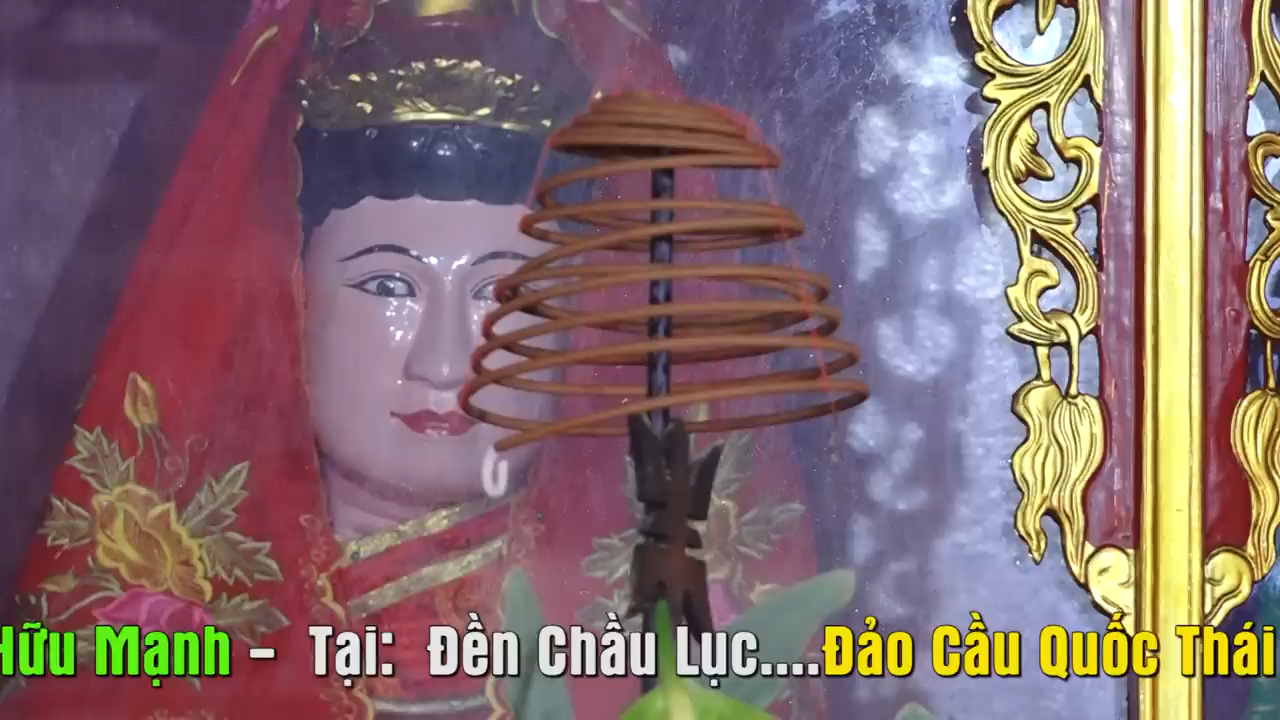 Hữu Mạnh – Tại: Đền Chầu Lục....Đảo Cầu Quốc Thái